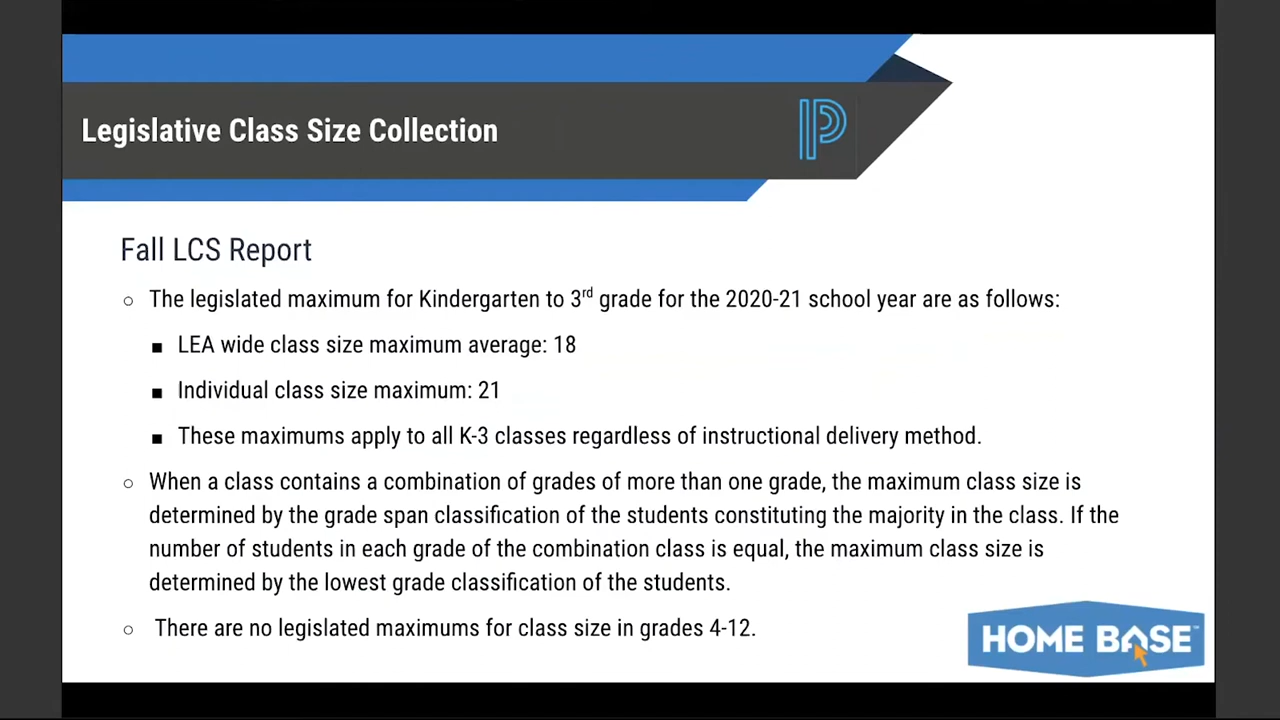 Legislative Class Size Collection
Fall LCS Report
○ The legislated maximum for Kindergarten to 3rd grade for the 2020-21 school year are as follows:
■ LEA wide class size maximum average: 18
■ Individual class size maximum: 21
■ These maximums apply to all K-3 classes regardless of instructional delivery method.
○ When a class contains a combination of grades of more than one grade, the maximum class size is
determined by the grade span classification of the students constituting the majority in the class. If the
number of students in each grade of the combination class is equal, the maximum class size is
determined by the lowest grade classification of the students.
○ There are no legislated maximums for class size in grades 4-12.
HOME BASE™